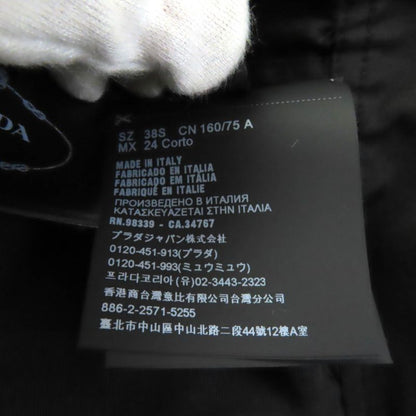 DA
SZ 38S CN 160/75 A
MX 24 Corto
MADE IN ITALY
FABRICADO EN ITALIA
FABRICADO EM ITÁLIA
FABRIQUÉ EN ITALIE
ПРОИЗВЕДЕНО В ИТАЛИЯ
ΚΑΤΑΣΚΕΥΑΖΕΤΑΙ ΣΤΗΝ ΙΤΑΛΙΑ
RN.98339 - CA.34767
プラダジャパン株式会社
0120-451-913(プラダ)
0120-451-993(ミュウミュウ)
프라다코리아 (유) 02-3443-2323
香港商台灣意比有限公司台灣分公司
886-2-2571-5255
臺北市中山區中山北路二段44號12樓A1